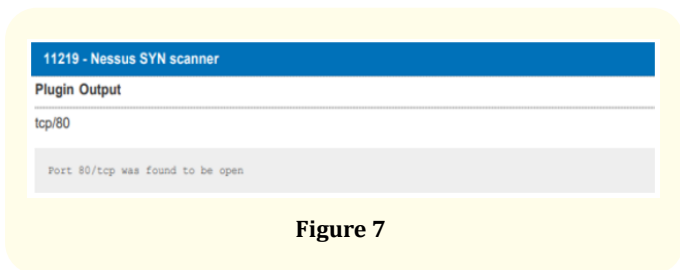 11219 - Nessus SYN scanner
Plugin Output
tcp/80
Port 80/tcp was found to be open
Figure 7